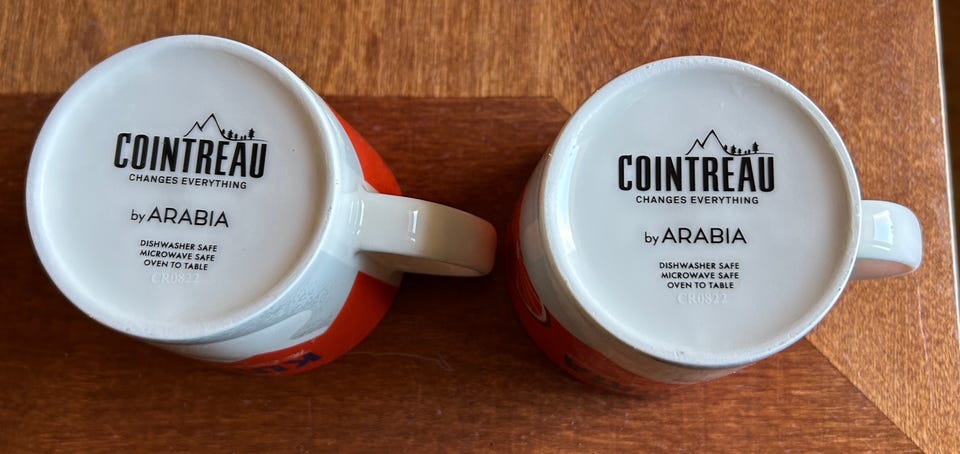 COINTREAU
CHANGES EVERYTHING
by ARABIA
DISHWASHER SAFE
MICROWAVE SAFE
OVEN TO TABLE
CR0822
COINTREAU
CHANGES EVERYTHING
by ARABIA
DISHWASHER SAFE
MICROWAVE SAFE
OVEN TO TABLE
CR0822